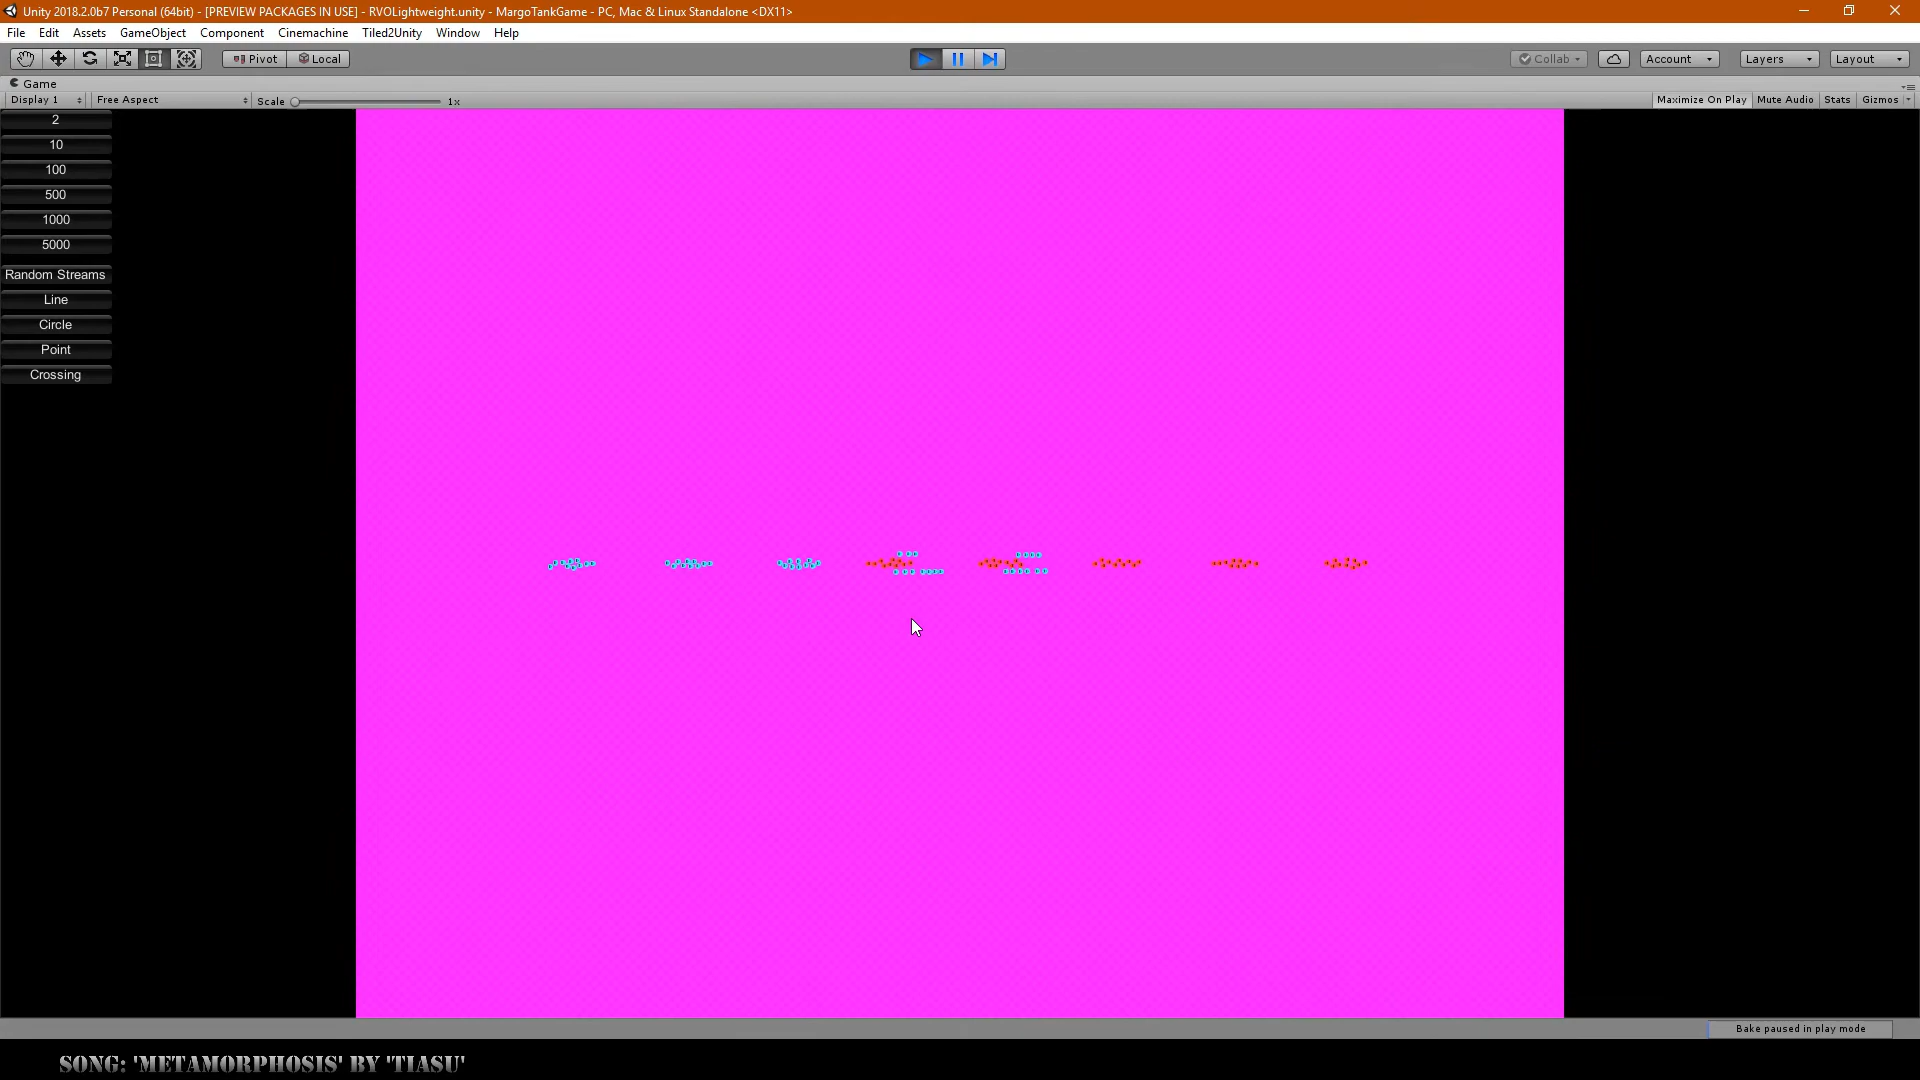 Unity 2018.2.0b7 Personal (64bit) - [PREVIEW PACKAGES IN USE] - RVOLightweight.unity - MargoTankGame - PC, Mac & Linux Standalone <DX11>
File Edit Assets GameObject Component Cinemachine Tiled2Unity Window Help
Pivot Local Collab Account Layers Layout
Game
Display 1 Free Aspect Scale 1x Maximize On Play Mute Audio Stats Gizmos
2
10
100
500
1000
5000
Random Streams
Line
Circle
Point
Crossing
Bake paused in play mode
SONG: 'METAMORPHOSIS' BY 'TIASU'